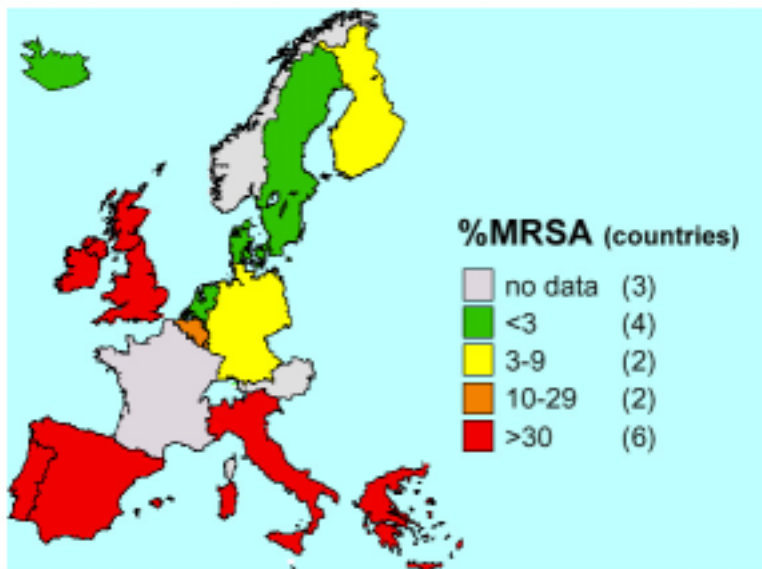 %MRSA (countries)
no data (3)
<3 (4)
3-9 (2)
10-29 (2)
>30 (6)